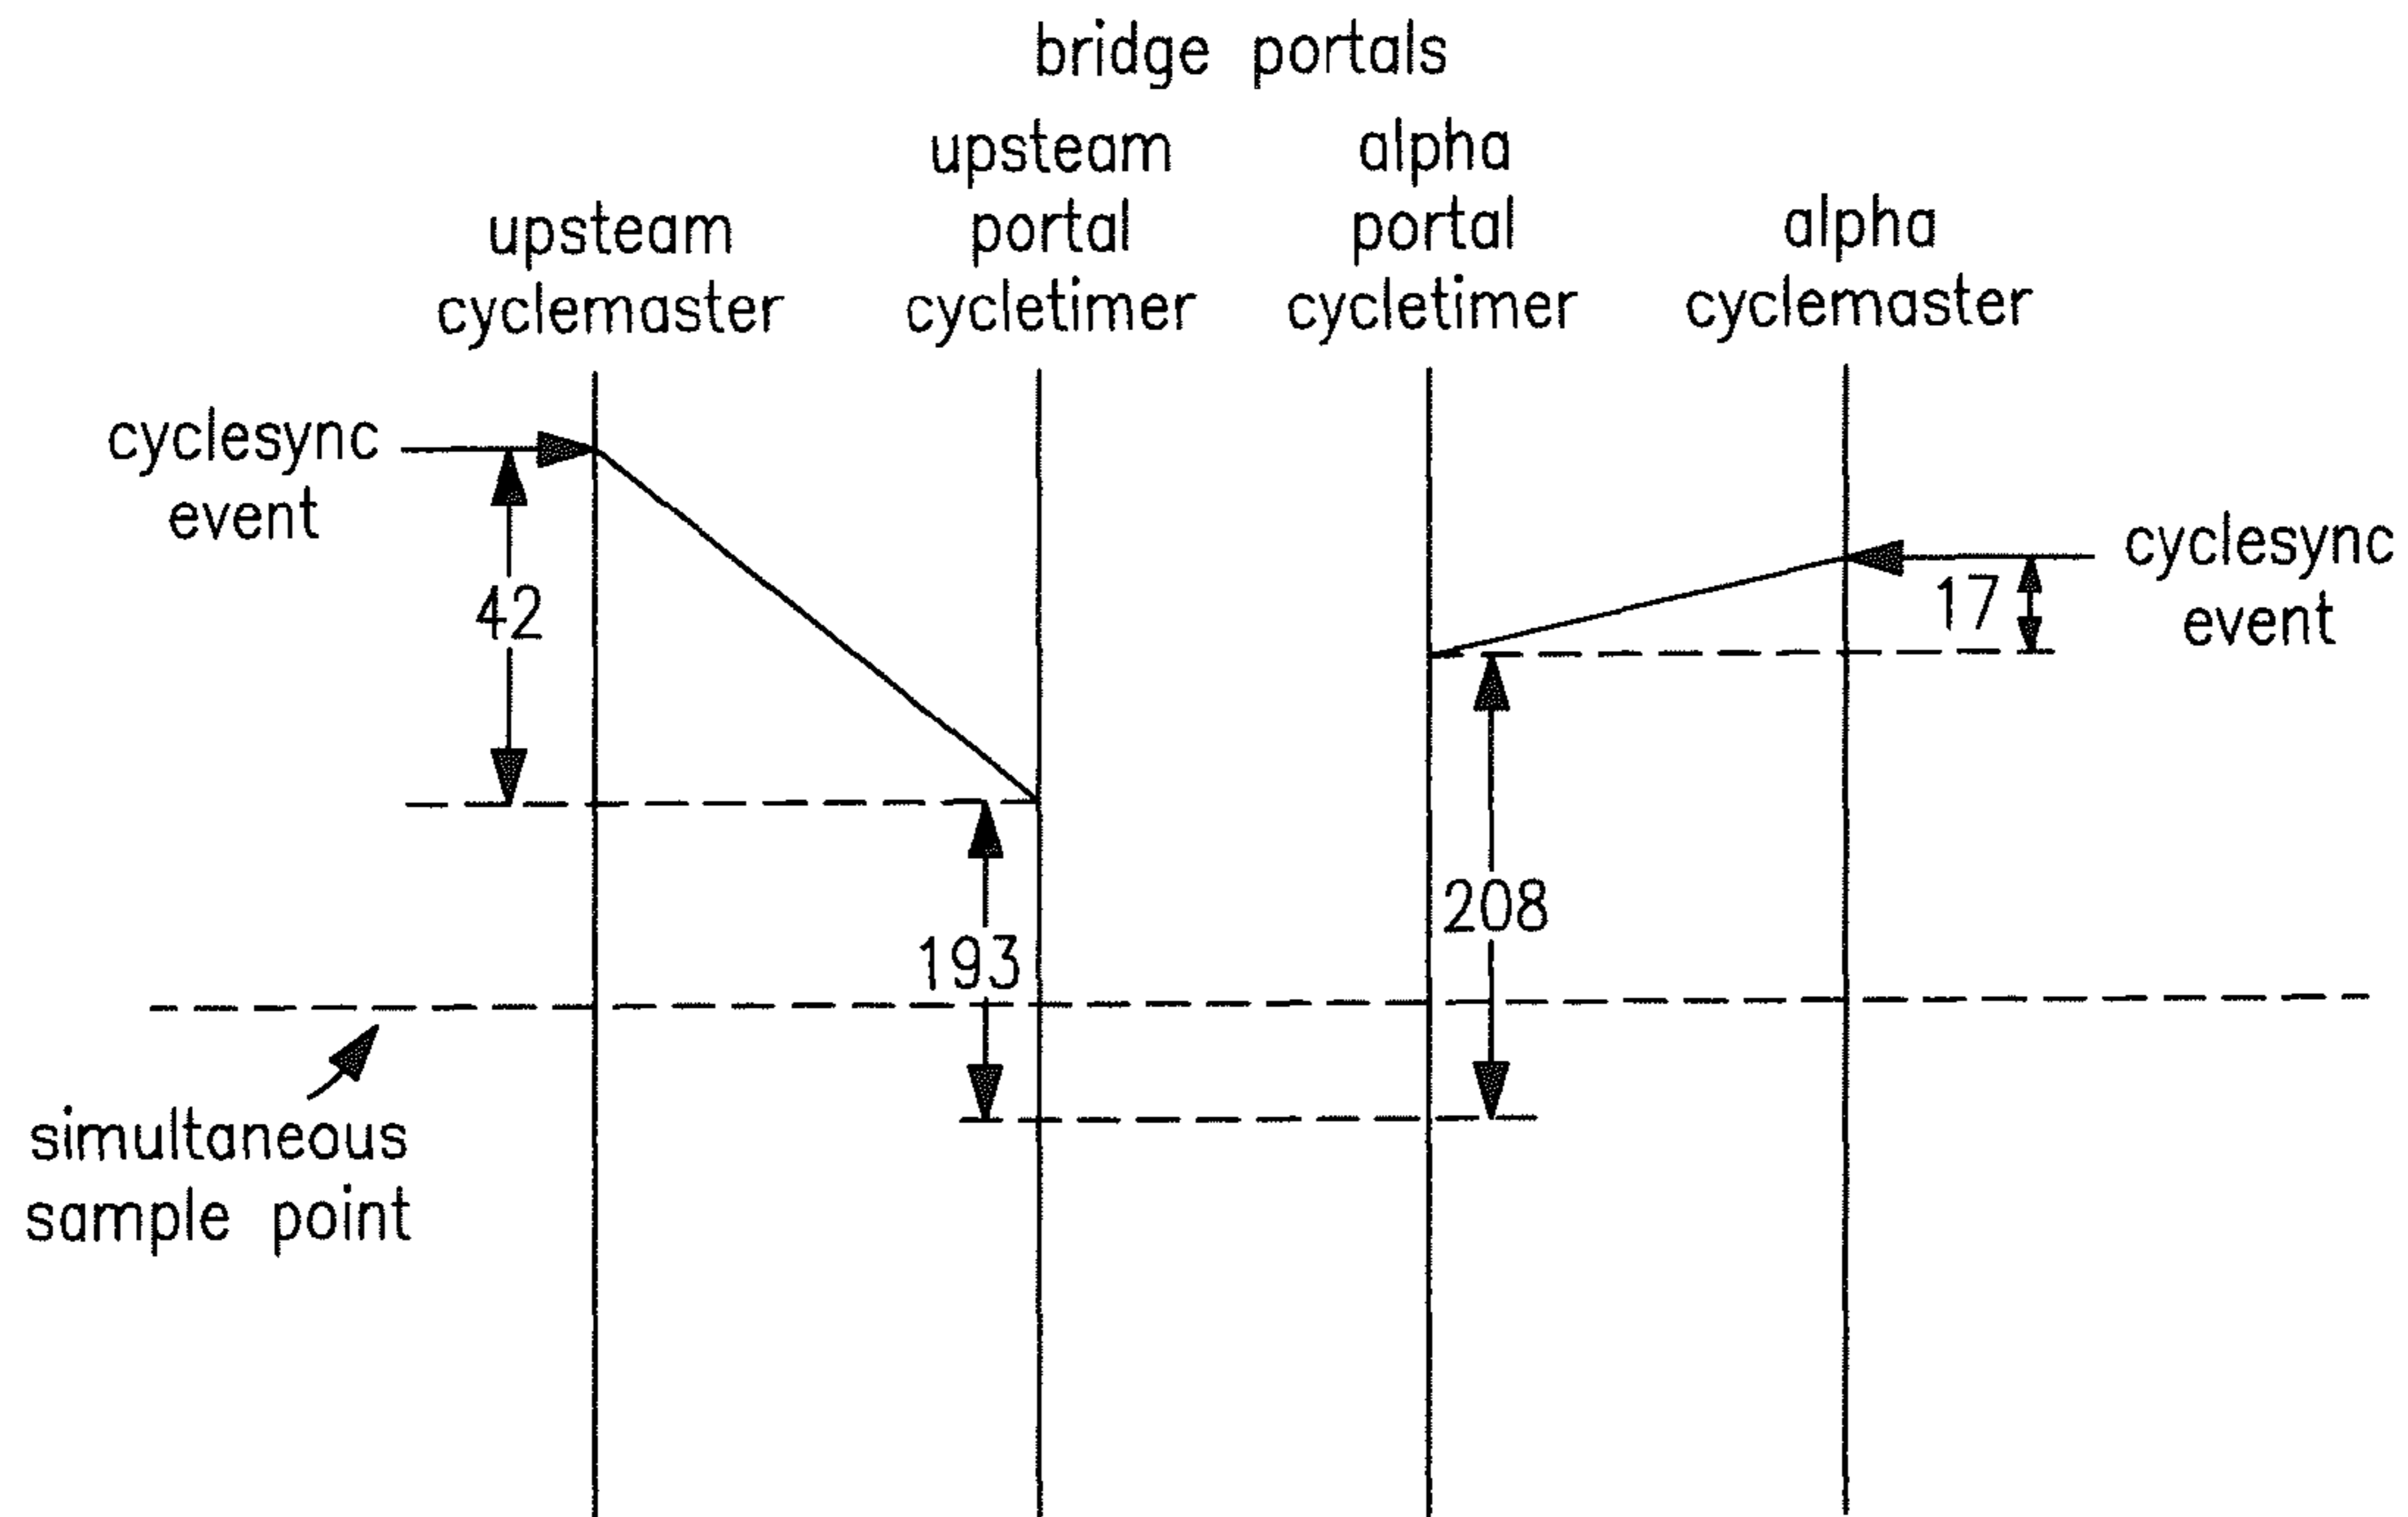 bridge portals
upsteam
cyclemaster
upsteam
portal
cycletimer
alpha
portal
cycletimer
alpha
cyclemaster
cyclesync
event
42
193
208
17
cyclesync
event
simultaneous
sample point